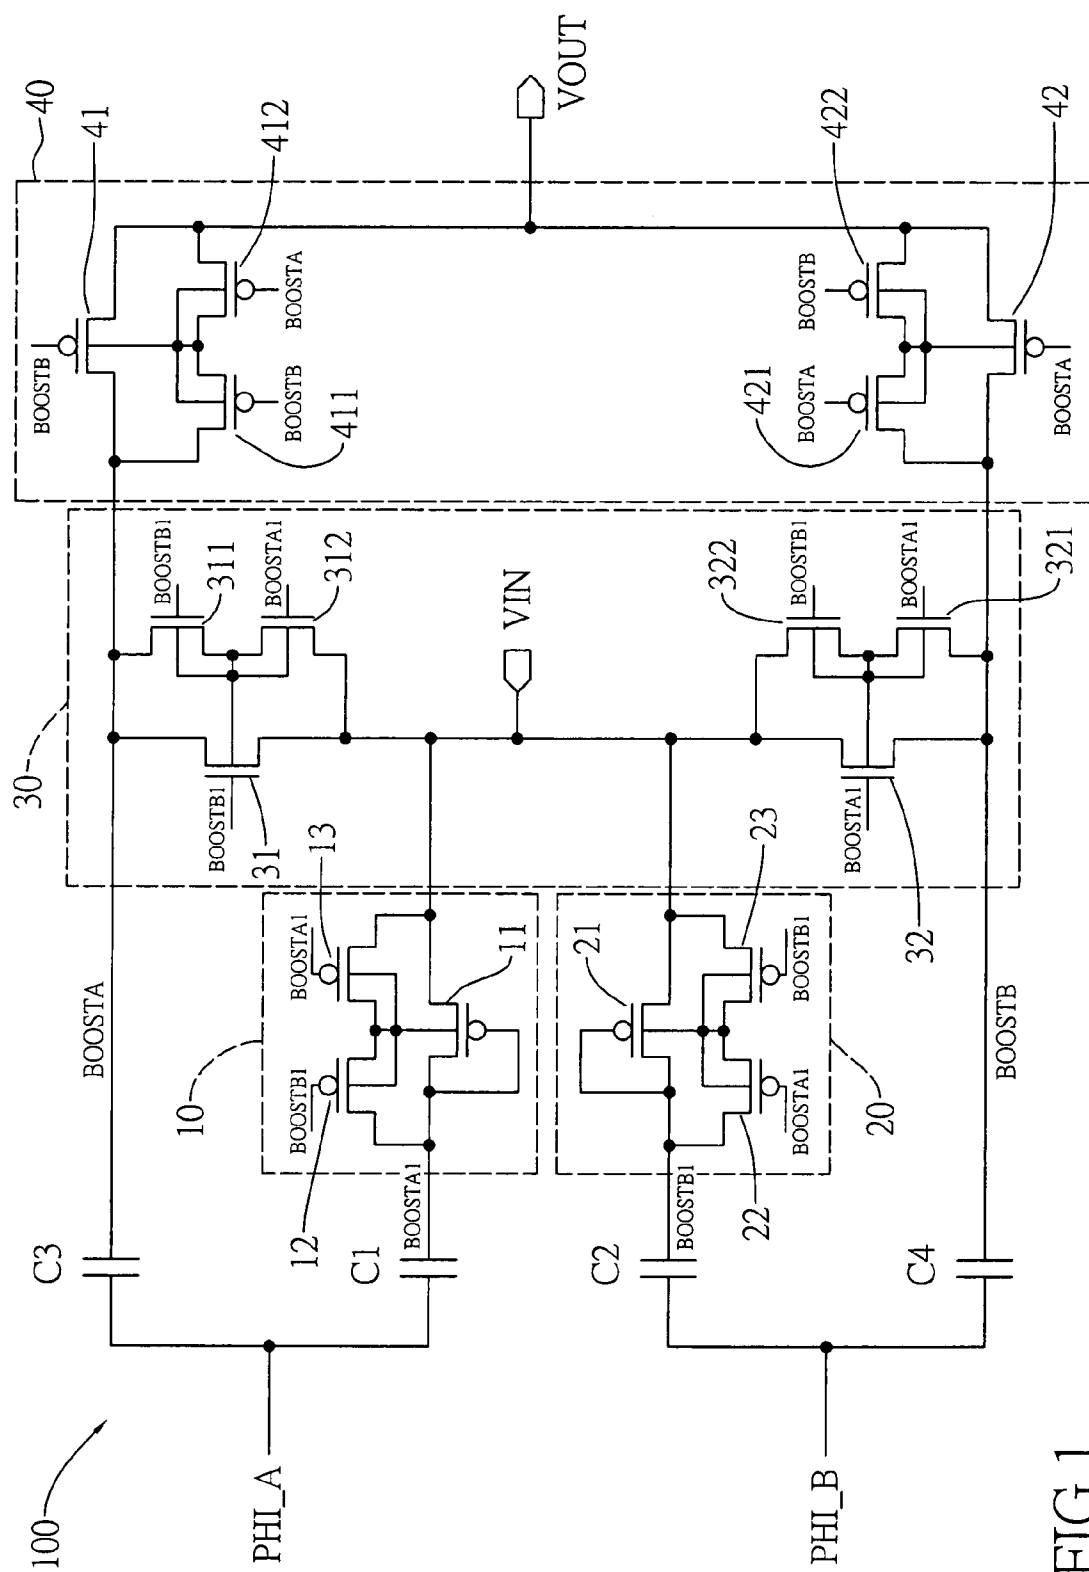 100
PHI_A
PHI_B
C3
C1
C2
C4
BOOSTA
BOOSTA1
BOOSTB1
BOOSTB
10
12
BOOSTB1
13
BOOSTA1
11
20
21
22
BOOSTA1
23
BOOSTB1
30
31
BOOSTB1
311
BOOSTB1
312
BOOSTA1
VIN
32
BOOSTA1
322
BOOSTB1
321
BOOSTA1
40
41
BOOSTB
411
BOOSTB
412
BOOSTA
421
BOOSTA
422
BOOSTB
42
BOOSTA
VOUT
FIG.1